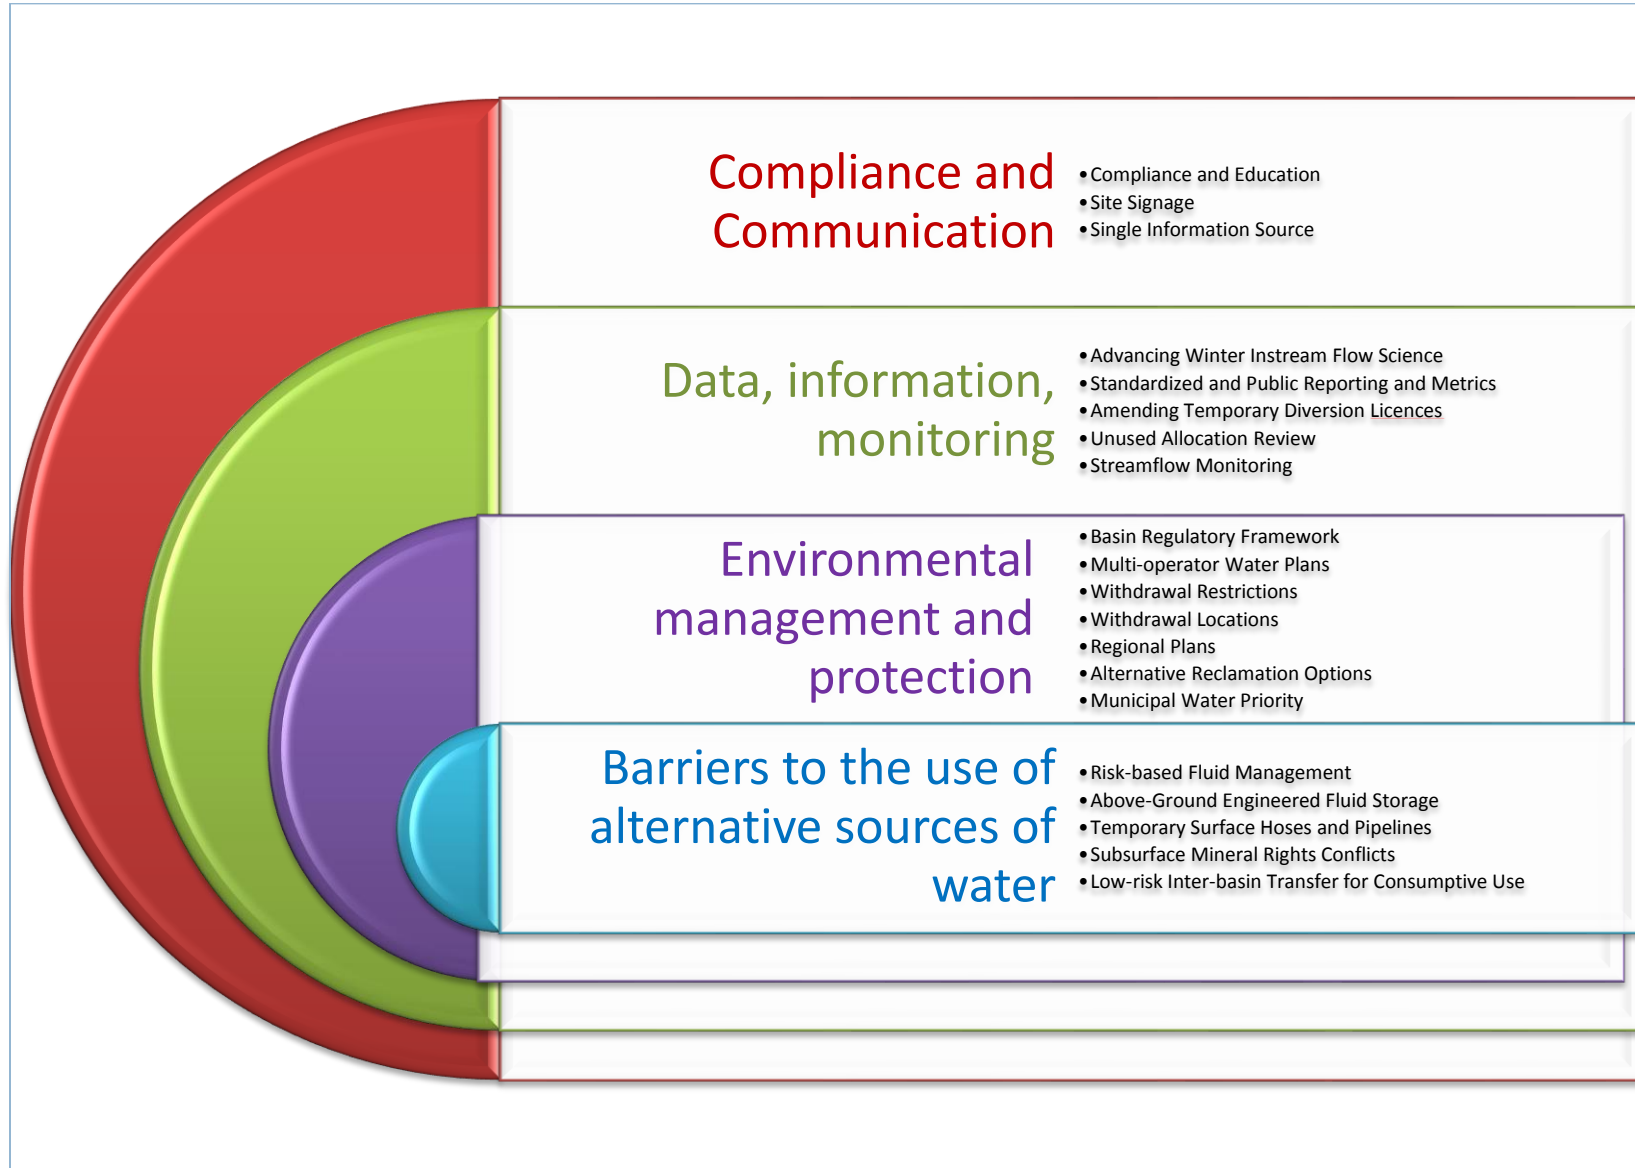 Compliance and
Communication
•Compliance and Education
•Site Signage
•Single Information Source
Data, information,
monitoring
•Advancing Winter Instream Flow Science
•Standardized and Public Reporting and Metrics
•Amending Temporary Diversion Licences
•Unused Allocation Review
•Streamflow Monitoring
Environmental
management and
protection
•Basin Regulatory Framework
•Multi-operator Water Plans
•Withdrawal Restrictions
•Withdrawal Locations
•Regional Plans
•Alternative Reclamation Options
•Municipal Water Priority
Barriers to the use of
alternative sources of
water
•Risk-based Fluid Management
•Above-Ground Engineered Fluid Storage
•Temporary Surface Hoses and Pipelines
•Subsurface Mineral Rights Conflicts
•Low-risk Inter-basin Transfer for Consumptive Use